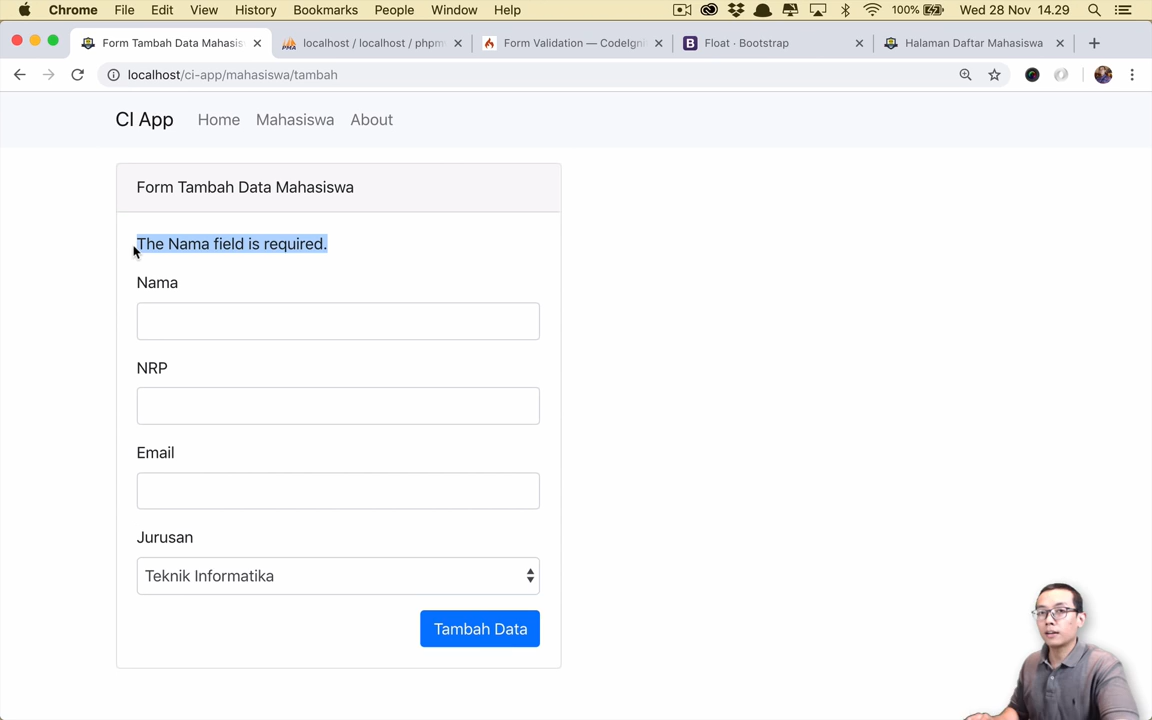 Chrome File Edit View History Bookmarks People Window Help 100% Wed 28 Nov 14.29
Form Tambah Data Mahasis localhost / localhost / phpm Form Validation — CodeIgni Float · Bootstrap Halaman Daftar Mahasiswa
localhost/ci-app/mahasiswa/tambah
CI App Home Mahasiswa About
Form Tambah Data Mahasiswa
The Nama field is required.
Nama
NRP
Email
Jurusan
Teknik Informatika
Tambah Data